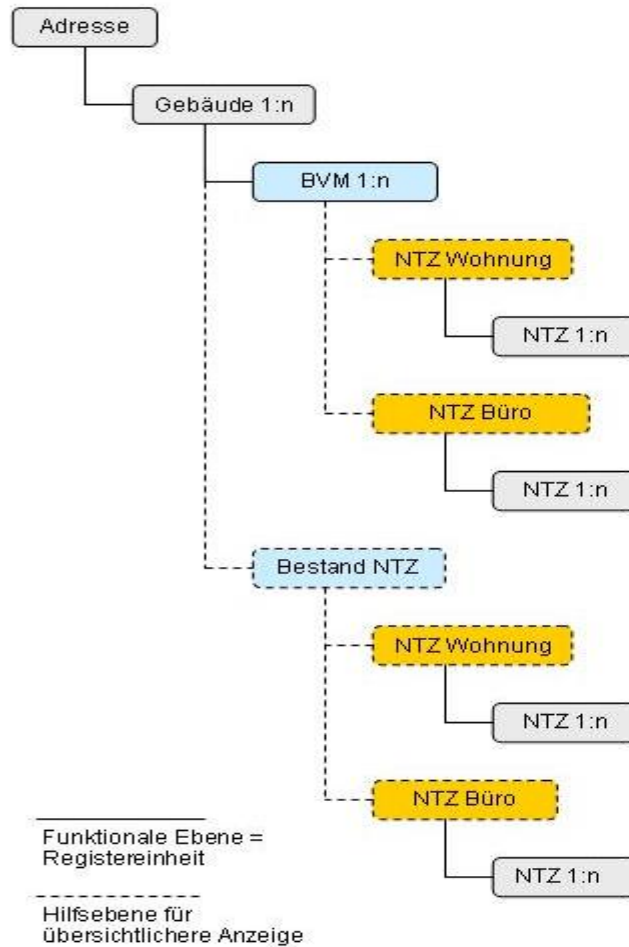 Adresse
Gebäude 1:n
BVM 1:n
NTZ Wohnung
NTZ 1:n
NTZ Büro
NTZ 1:n
Bestand NTZ
NTZ Wohnung
NTZ 1:n
NTZ Büro
NTZ 1:n
Funktionale Ebene =
Registereinheit
Hilfsebene für
übersichtlichere Anzeige